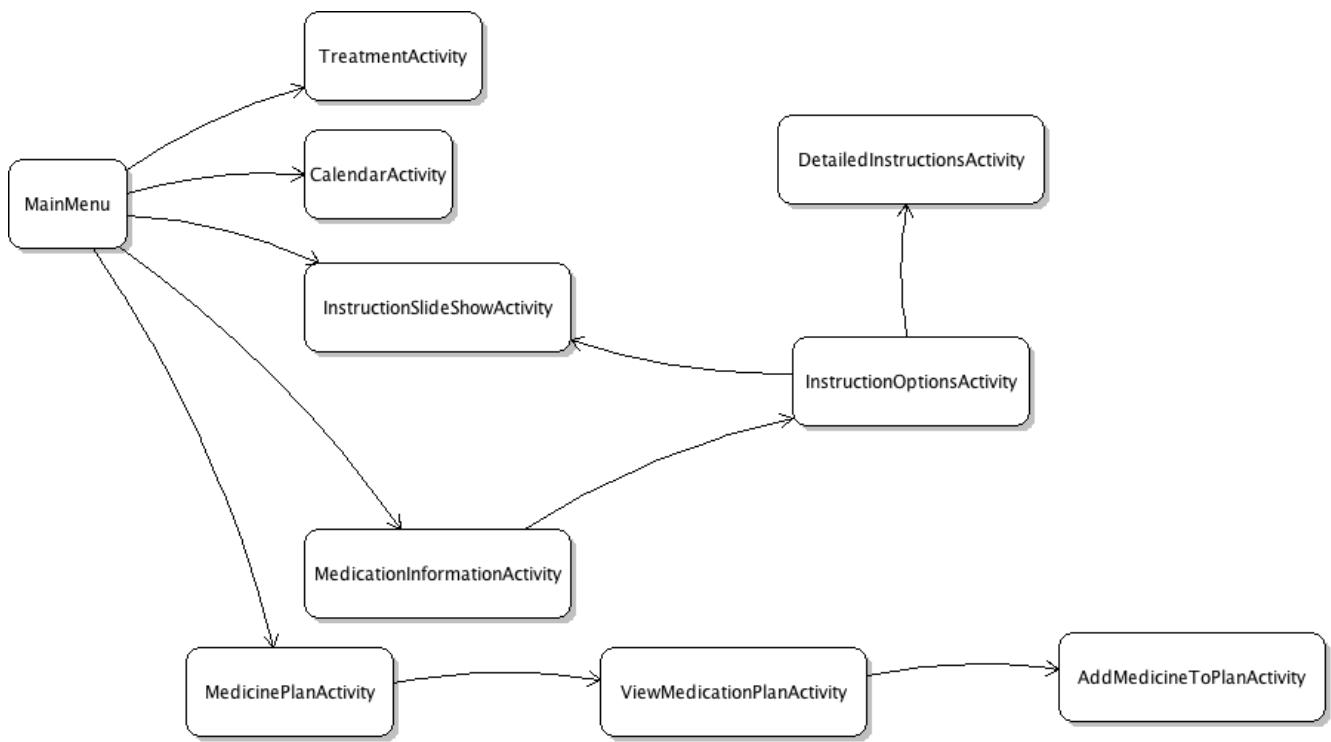 TreatmentActivity
CalendarActivity
DetailedInstructionsActivity
MainMenu
InstructionSlideShowActivity
InstructionOptionsActivity
MedicationInformationActivity
MedicinePlanActivity
ViewMedicationPlanActivity
AddMedicineToPlanActivity